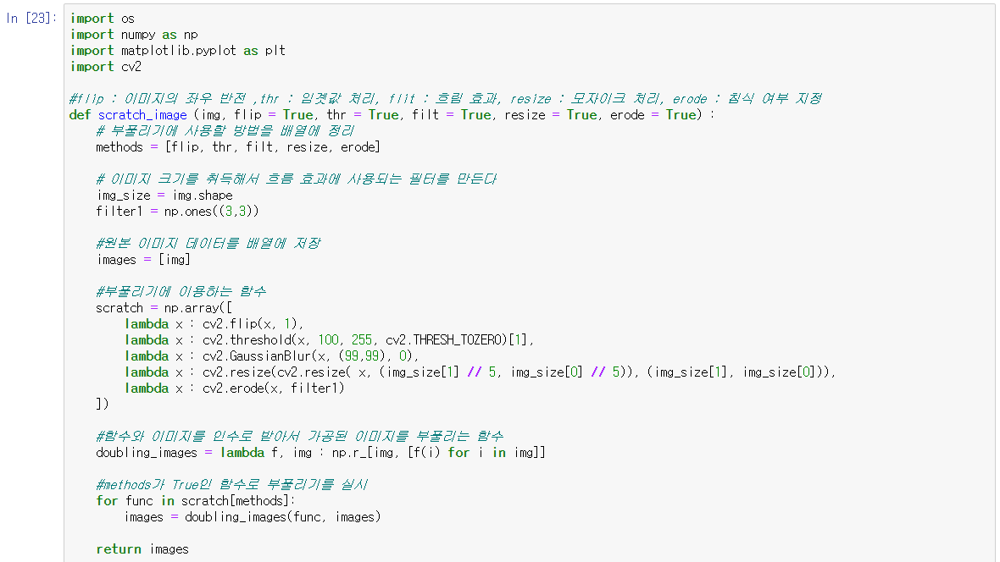 In [23]:
import os
import numpy as np
import matplotlib.pyplot as plt
import cv2
#flip : 이미지의 좌우 반전 ,thr : 임곗값 처리, filt : 흐림 효과, resize : 모자이크 처리, erode : 침식 여부 지정
def scratch_image (img, flip = True, thr = True, filt = True, resize = True, erode = True) :
    # 부풀리기에 사용할 방법을 배열에 정리
    methods = [flip, thr, filt, resize, erode]
    # 이미지 크기를 취득해서 흐름 효과에 사용되는 필터를 만든다
    img_size = img.shape
    filter1 = np.ones((3,3))
    #원본 이미지 데이터를 배열에 저장
    images = [img]
    #부풀리기에 이용하는 함수
    scratch = np.array([
        lambda x : cv2.flip(x, 1),
        lambda x : cv2.threshold(x, 100, 255, cv2.THRESH_TOZERO)[1],
        lambda x : cv2.GaussianBlur(x, (99,99), 0),
        lambda x : cv2.resize(cv2.resize( x, (img_size[1] // 5, img_size[0] // 5)), (img_size[1], img_size[0])),
        lambda x : cv2.erode(x, filter1)
    ])
    #함수와 이미지를 인수로 받아서 가공된 이미지를 부풀리는 함수
    doubling_images = lambda f, img : np.r_[img, [f(i) for i in img]]
    #methods가 True인 함수로 부풀리기를 실시
    for func in scratch[methods]:
        images = doubling_images(func, images)
    return images